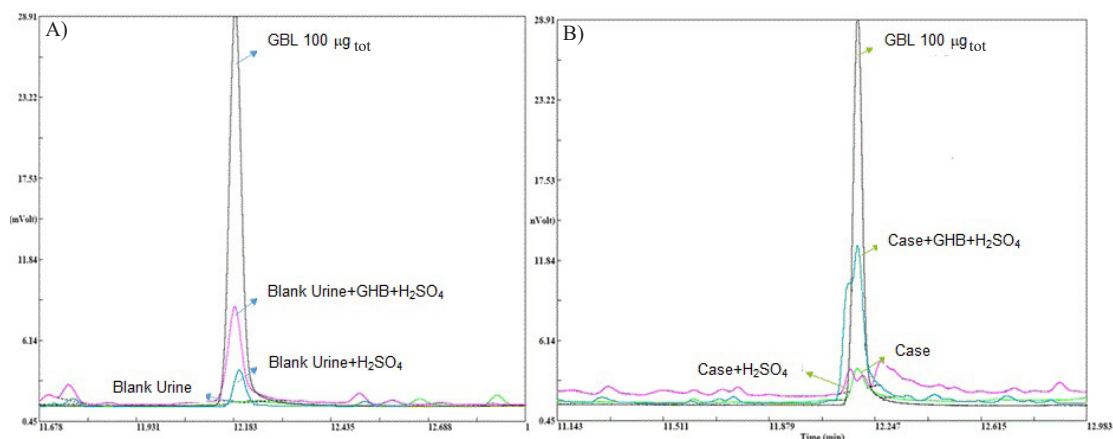 A)
28.91
GBL 100 μg tot
23.22
17.53
(mVolt)
11.84
Blank Urine+GHB+H2SO4
6.14
Blank Urine+H2SO4
Blank Urine
0.45
11.675 11.931 12.183 12.435 12.688 1
B)
28.91
GBL 100 μg tot
23.22
17.53
nVolt)
Case+GHB+H2SO4
11.84
6.14
Case
Case+H2SO4
0.45
11.143 11.511 11.879 12.247 12.615 12.983
Time (min)